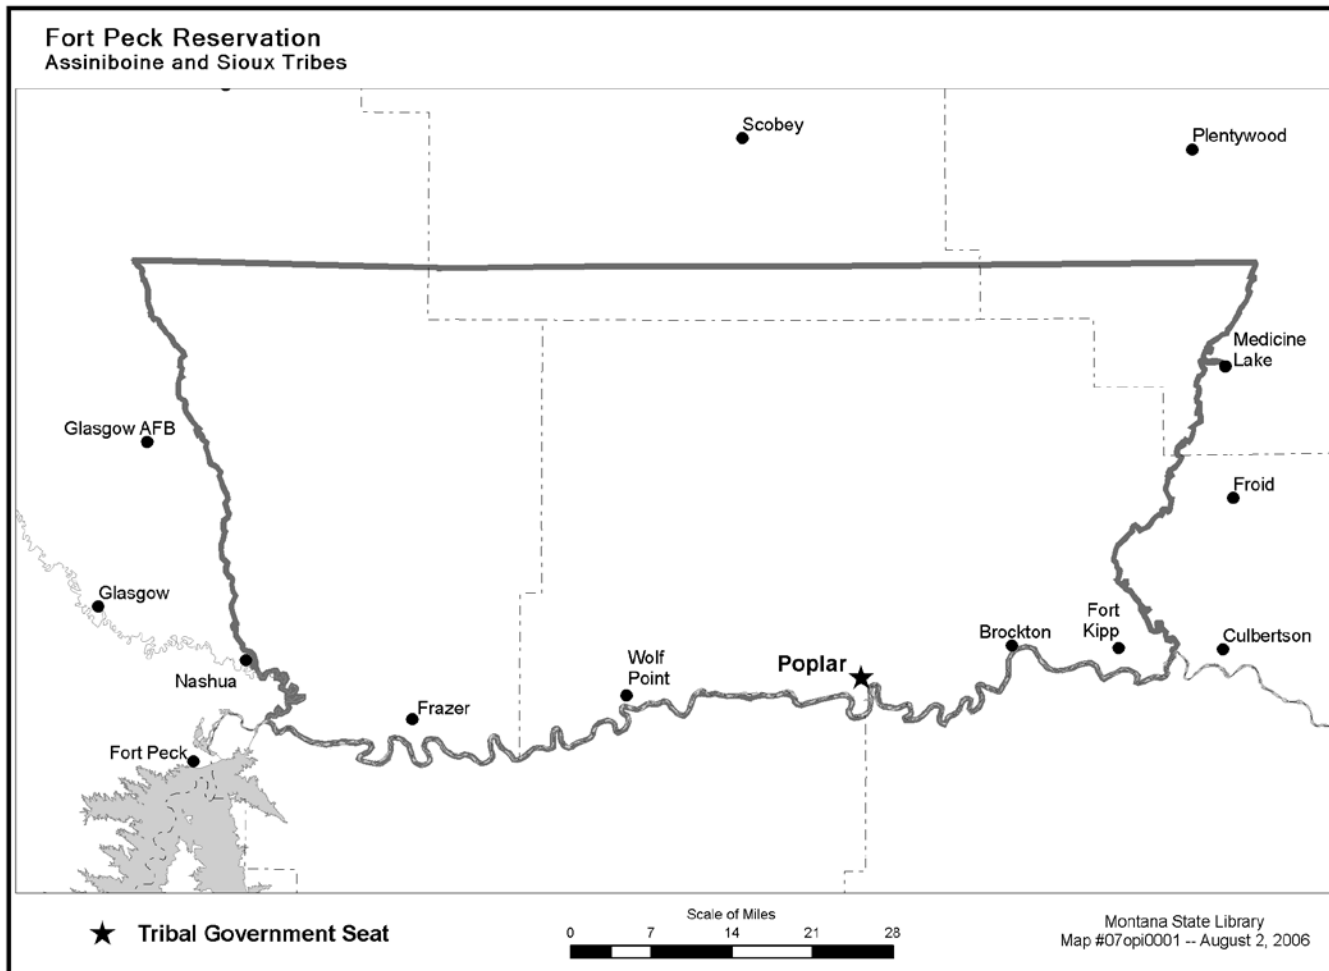 Fort Peck Reservation
Assiniboine and Sioux Tribes
Scobey
Plentywood
Medicine
Lake
Glasgow AFB
Froid
Glasgow
Nashua
Frazer
Wolf
Point
Poplar
Brockton
Fort
Kipp
Culbertson
Fort Peck
Tribal Government Seat
Scale of Miles
0 7 14 21 28
Montana State Library
Map #07opi0001 -- August 2, 2006